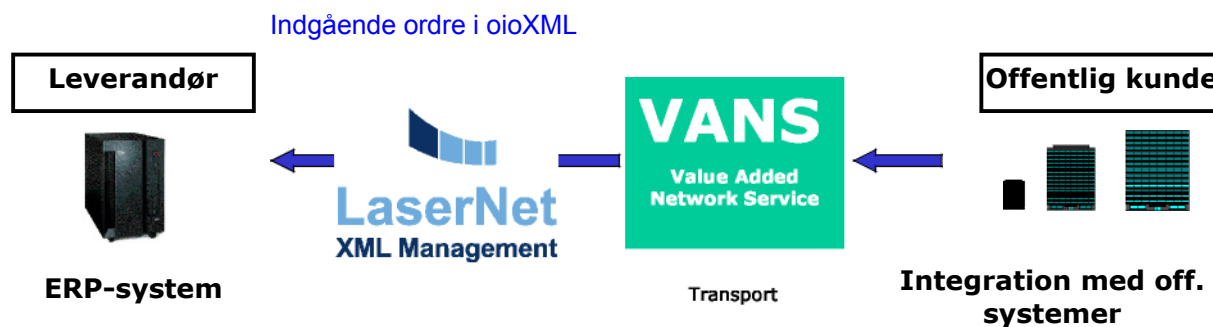 Indgående ordre i oioXML
Leverandør
Offentlig kunde
VANS
Value Added
Network Service
LaserNet
XML Management
ERP-system
Transport
Integration med off.
systemer